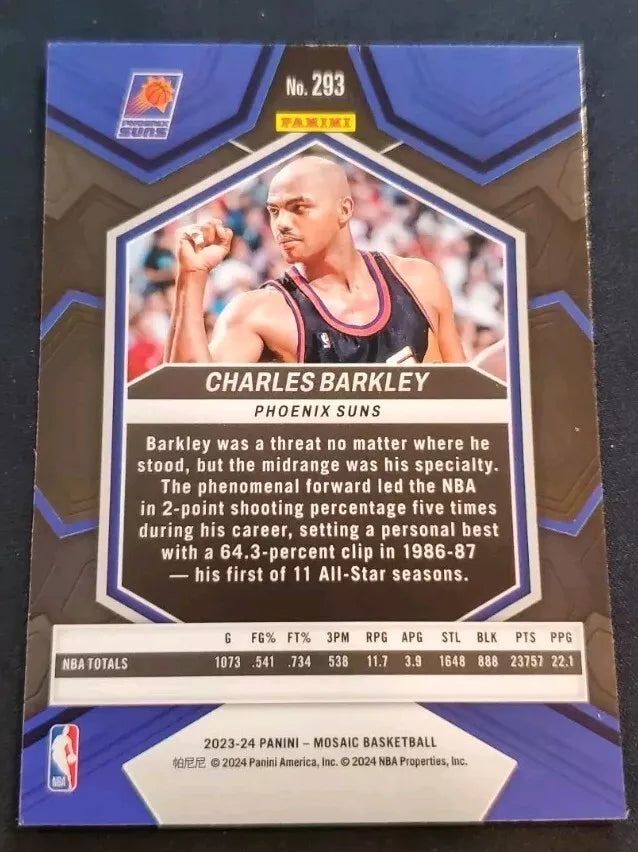 No. 293
PHOENIX
SUNS
PANINI
CHARLES BARKLEY
PHOENIX SUNS
Barkley was a threat no matter where he
stood, but the midrange was his specialty.
The phenomenal forward led the NBA
in 2-point shooting percentage five times
during his career, setting a personal best
with a 64.3-percent clip in 1986-87
— his first of 11 All-Star seasons.
G FG% FT% 3PM RPG APG STL BLK PTS PPG
NBA TOTALS 1073 .541 .734 538 11.7 3.9 1648 888 23757 22.1
2023-24 PANINI – MOSAIC BASKETBALL
帕尼尼 © 2024 Panini America, Inc. © 2024 NBA Properties, Inc.
NBA